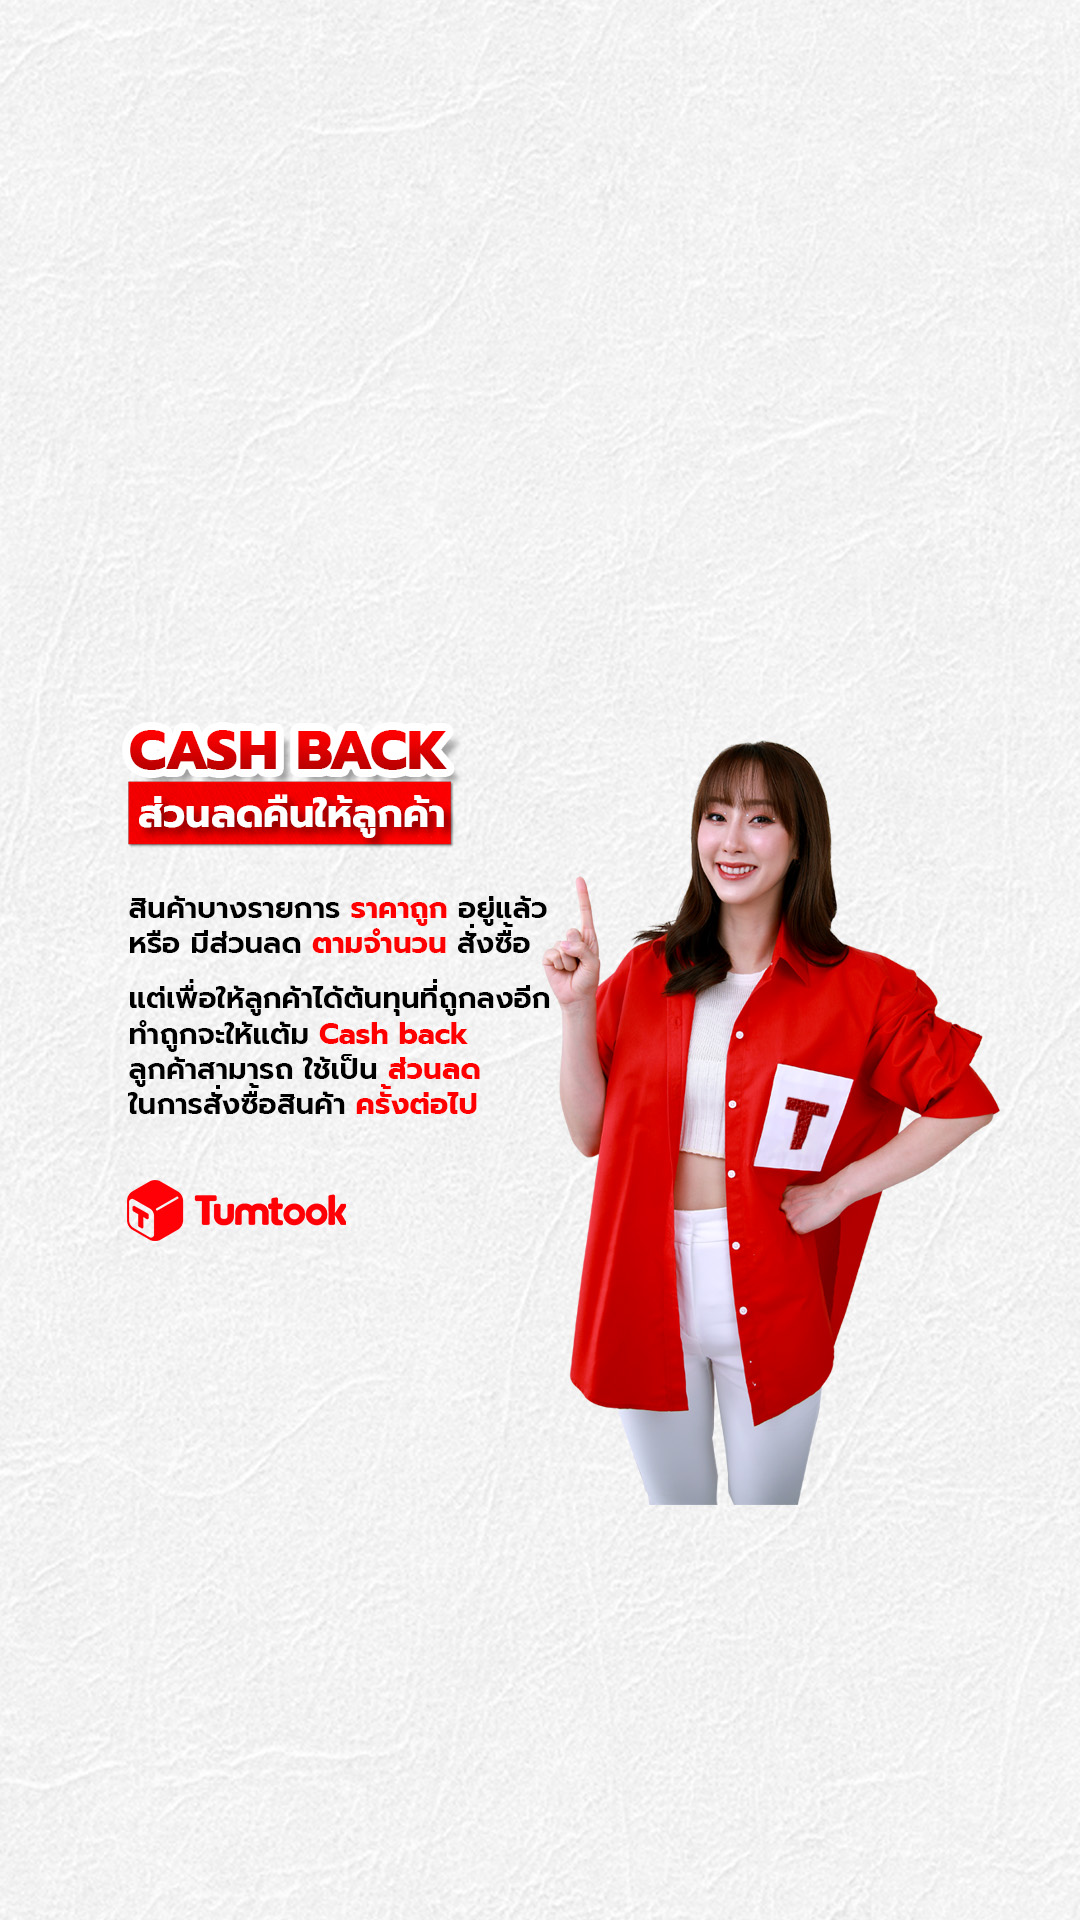 CASH BACK
ส่วนลดคืนให้ลูกค้า
สินค้าบางรายการ ราคาถูก อยู่แล้ว
หรือ มีส่วนลด ตามจำนวน สั่งซื้อ
แต่เพื่อให้ลูกค้าได้ต้นทุนที่ถูกลงอีก
ทำถูกจะให้แต้ม Cash back
ลูกค้าสามารถ ใช้เป็น ส่วนลด
ในการสั่งซื้อสินค้า ครั้งต่อไป
T
T Tumtook